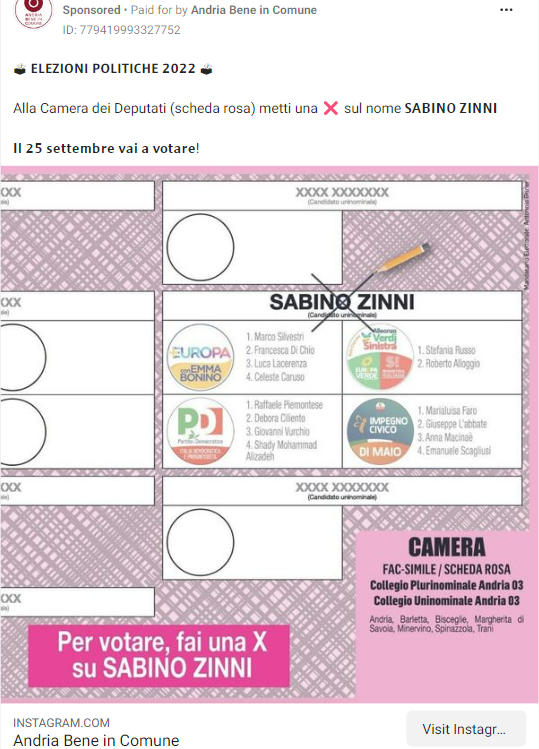 ANDRIA
BENE IN
COMUNE
Sponsored • Paid for by Andria Bene in Comune
ID: 779419993327752
🗳 ELEZIONI POLITICHE 2022 🗳
Alla Camera dei Deputati (scheda rosa) metti una ❌ sul nome SABINO ZINNI
Il 25 settembre vai a votare!
XXX
XXXX XXXXXXX
(Candidato uninominale)
XXX
SABINO ZINNI
(Candidato uninominale)
EUROPA
con EMMA
BONINO
1. Marco Silvestri
2. Francesca Di Chio
3. Luca Lacerenza
4. Celeste Caruso
Alleanza
Verdi
Sinistra
EUROPA
VERDE
SI
1. Stefania Russo
2. Roberto Alloggio
PD
Partito Democratico
ITALIA DEMOCRATICA
E PROGRESSISTA
1. Raffaele Piemontese
2. Debora Ciliento
3. Giovanni Vurchio
4. Shady Mohammad
Alizadeh
IMPEGNO
CIVICO
DI MAIO
1. Marialuisa Faro
2. Giuseppe L'abbate
3. Anna Macinaè
4. Emanuele Scagliusi
XXX
XXXX XXXXXXX
(Candidato uninominale)
XXX
CAMERA
FAC-SIMILE / SCHEDA ROSA
Collegio Plurinominale Andria 03
Collegio Uninominale Andria 03
Andria, Barletta, Bisceglie, Margherita di
Savoia, Minervino, Spinazzola, Trani
Per votare, fai una X
su SABINO ZINNI
INSTAGRAM.COM
Andria Bene in Comune
Visit Instagr...